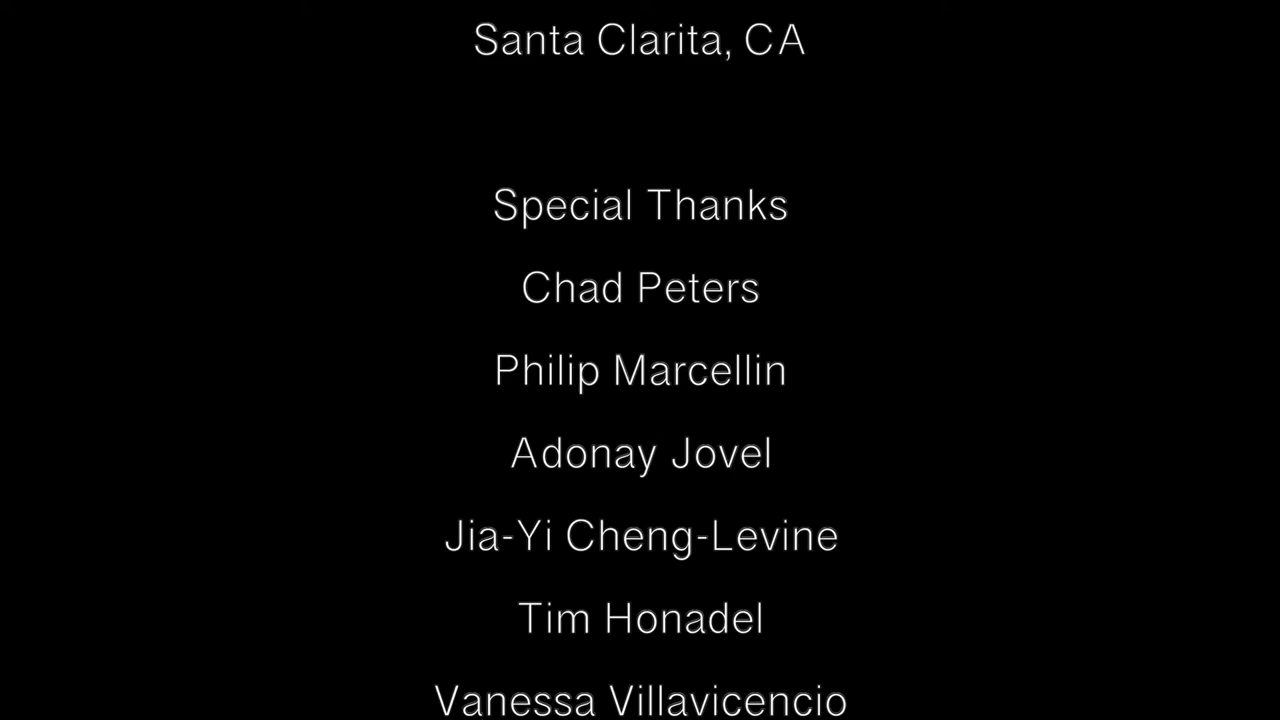 Santa Clarita, CA
Special Thanks
Chad Peters
Philip Marcellin
Adonay Jovel
Jia-Yi Cheng-Levine
Tim Honadel
Vanessa Villavicencio